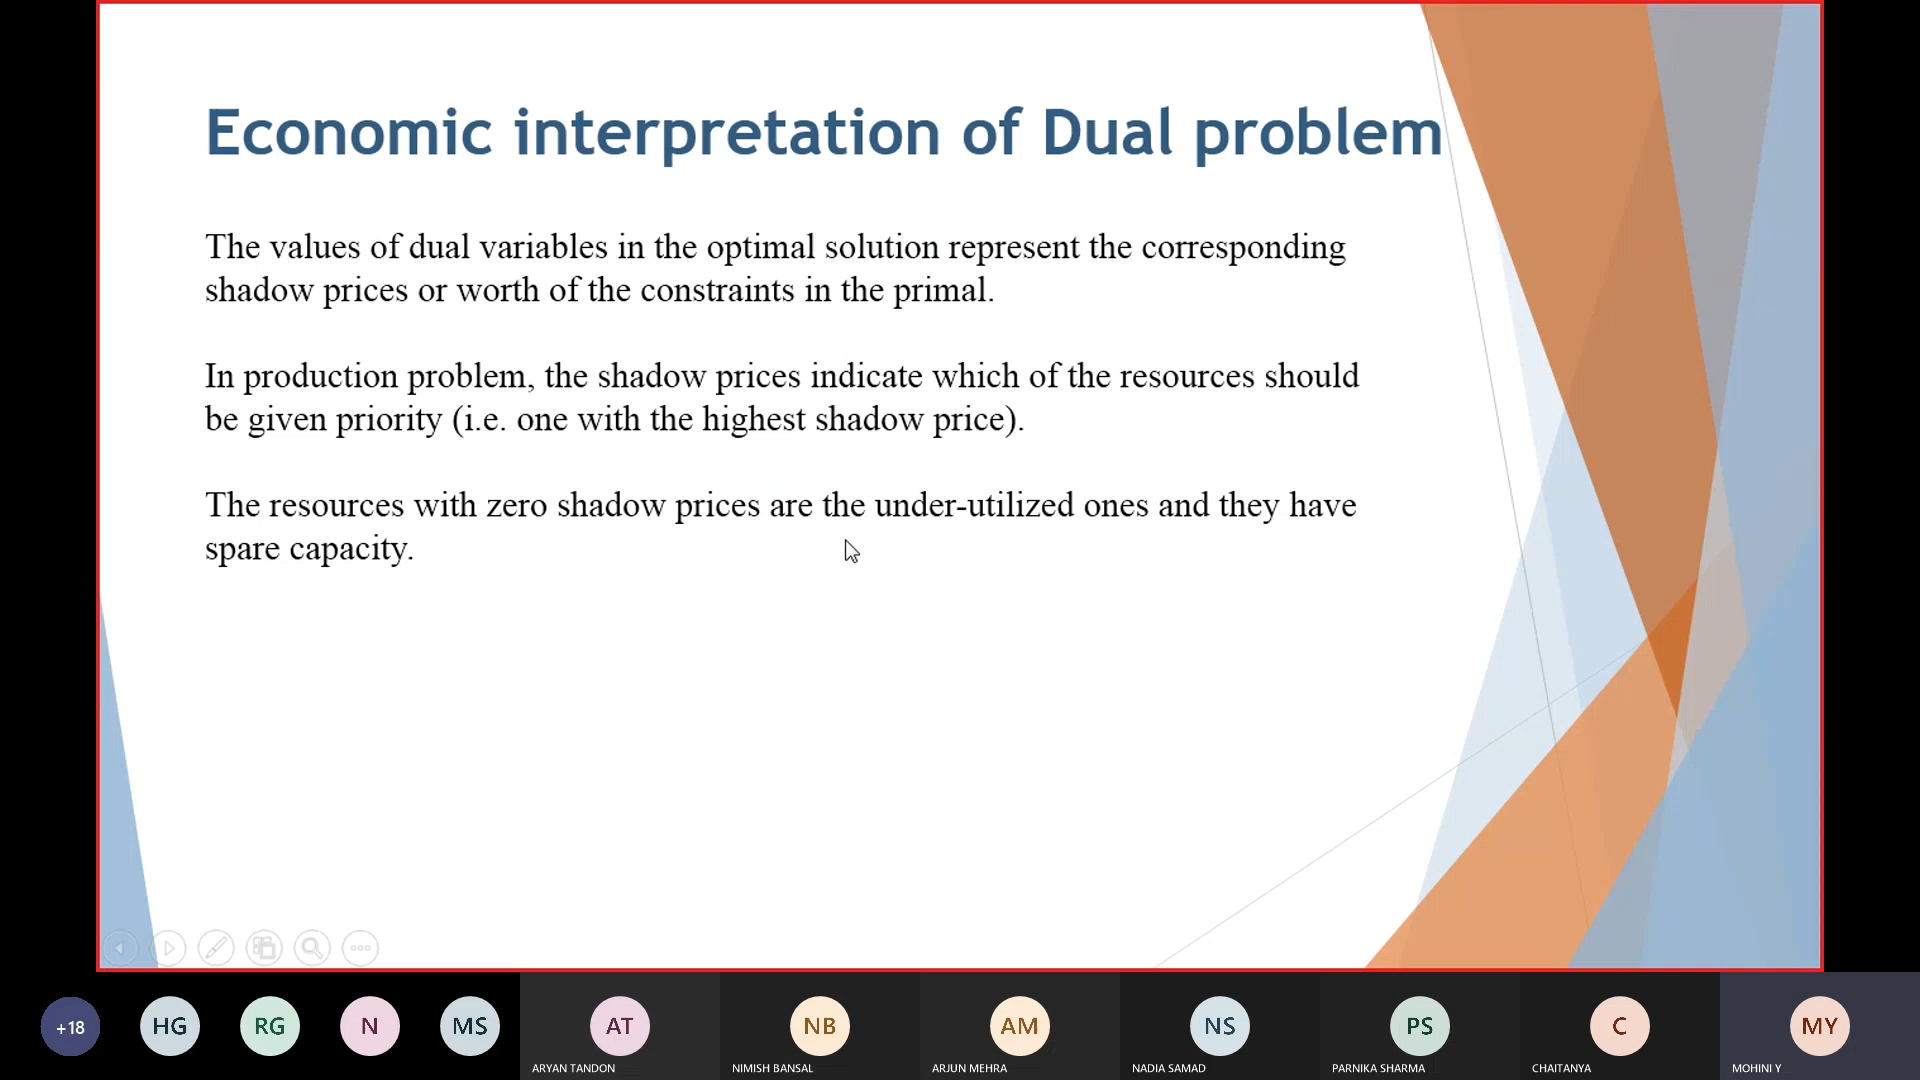 Economic interpretation of Dual problem
The values of dual variables in the optimal solution represent the corresponding
shadow prices or worth of the constraints in the primal.
In production problem, the shadow prices indicate which of the resources should
be given priority (i.e. one with the highest shadow price).
The resources with zero shadow prices are the under-utilized ones and they have
spare capacity.
+18
HG
RG
N
MS
AT
NB
AM
NS
PS
C
MY
ARYAN TANDON
NIMISH BANSAL
ARJUN MEHRA
NADIA SAMAD
PARNIKA SHARMA
CHAITANYA
MOHINI Y